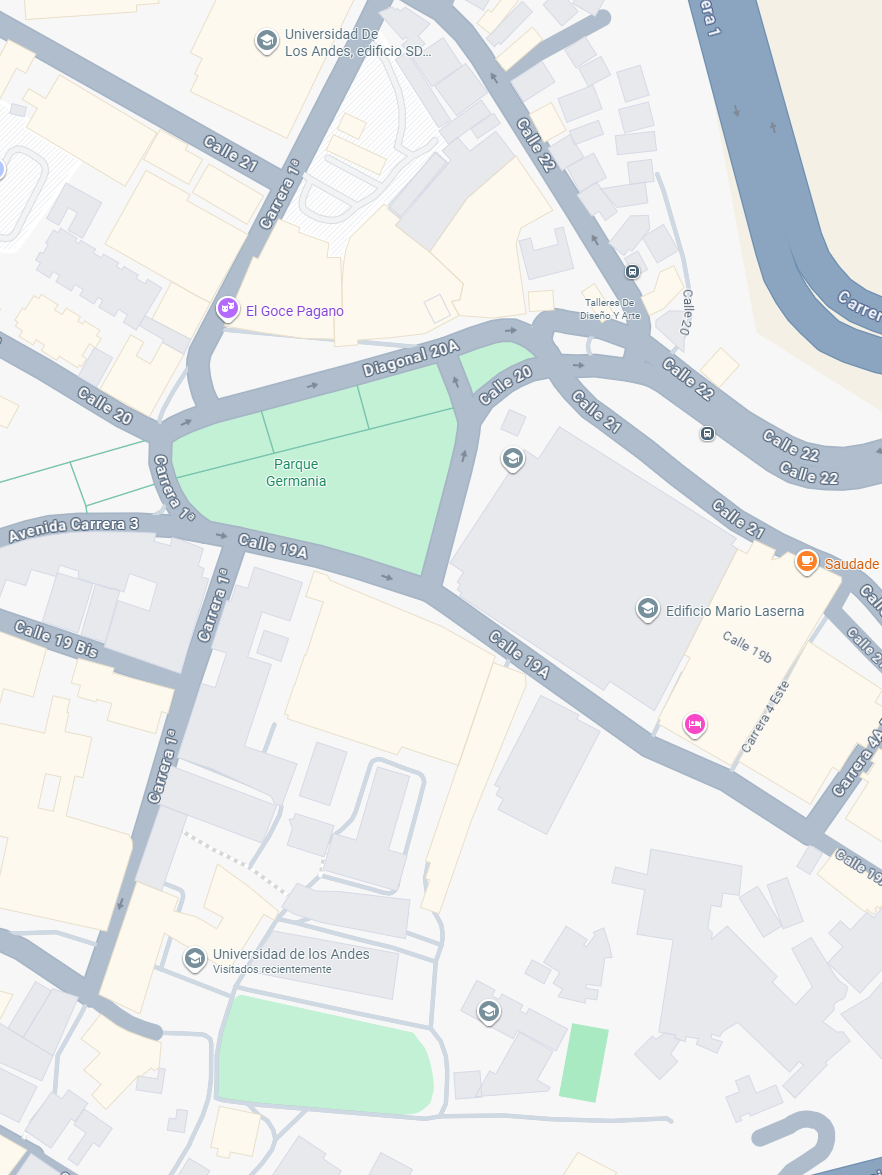 Universidad De
Los Andes, edificio SD…
era 1
Calle 21
Calle 22
Carrera 1ª
Carrer
Calle 20
Talleres De
Diseño Y Arte
El Goce Pagano
Diagonal 20A
Calle 20
Calle 22
Calle 20
Calle 21
Calle 22
Calle 22
Parque
Germania
Carrera 1ª
Avenida Carrera 3
Calle 19A
Calle 21
Saudade
Carrera 1ª
Edificio Mario Laserna
Calle 19 Bis
Calle 19A
Calle 19b
Carrera 4 Este
Carrera 1ª
Carrera 4A
Calle 19
Universidad de los Andes
Visitados recientemente